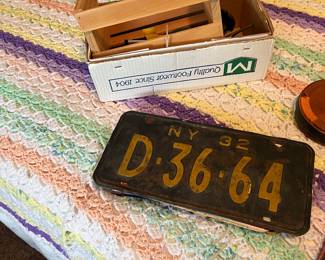 M
Quality Footwear Since 1904
NY 32
D·36·64